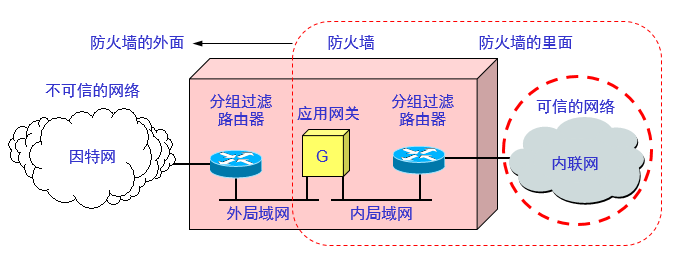 防火墙的外面
防火墙
防火墙的里面
不可信的网络
分组过滤
路由器
应用网关
分组过滤
路由器
可信的网络
因特网
G
内联网
外局域网
内局域网